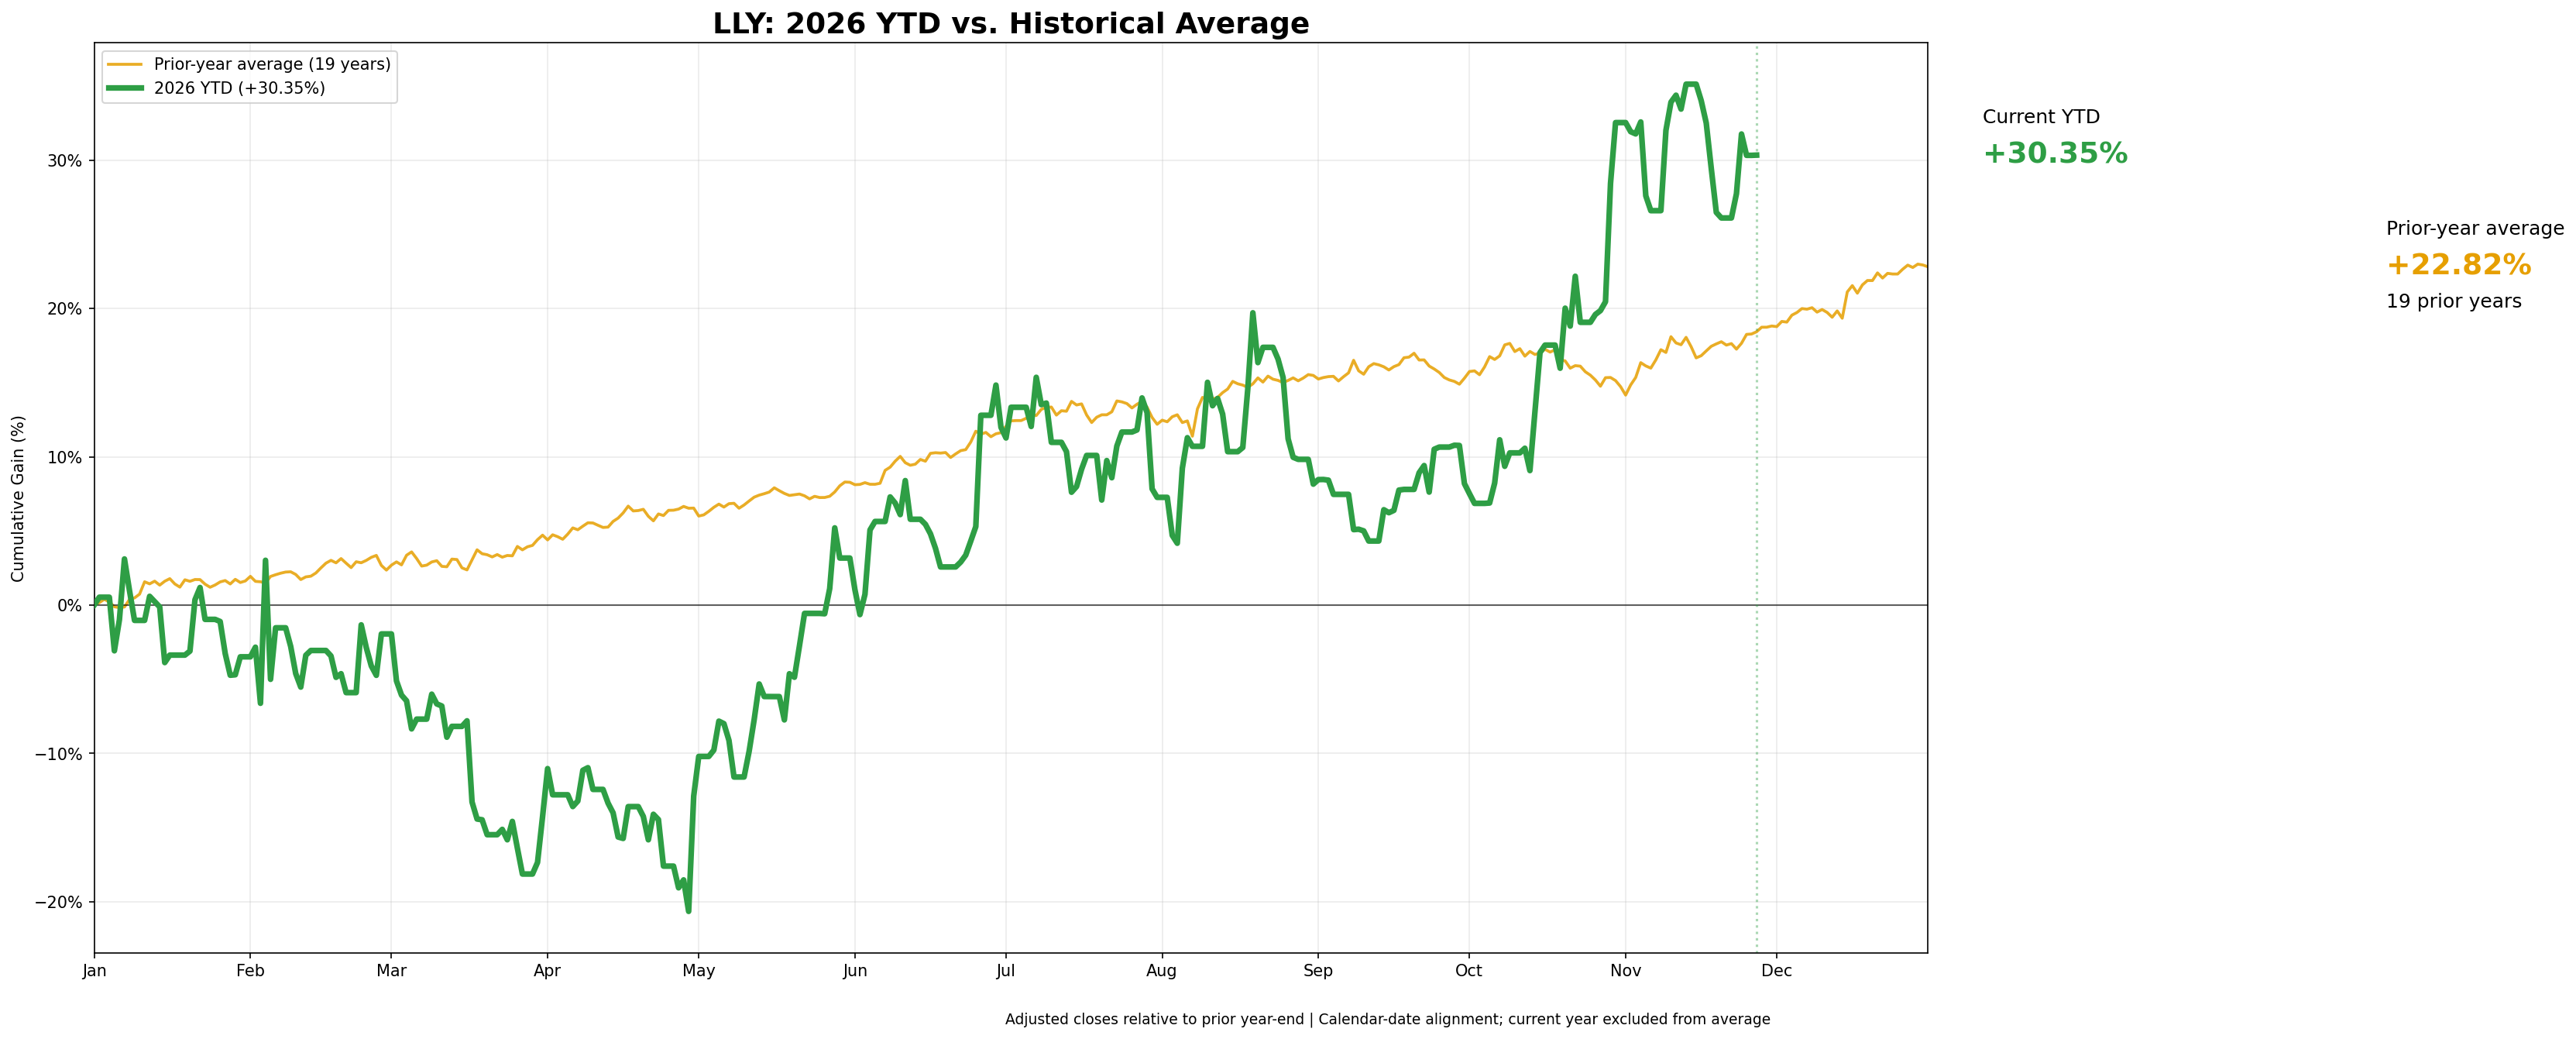 LLY: 2026 YTD vs. Historical Average
Prior-year average (19 years)
2026 YTD (+30.35%)
Current YTD
+30.35%
Prior-year average
+22.82%
19 prior years
Cumulative Gain (%)
30%
20%
10%
0%
−10%
−20%
Jan Feb Mar Apr May Jun Jul Aug Sep Oct Nov Dec
Adjusted closes relative to prior year-end | Calendar-date alignment; current year excluded from average